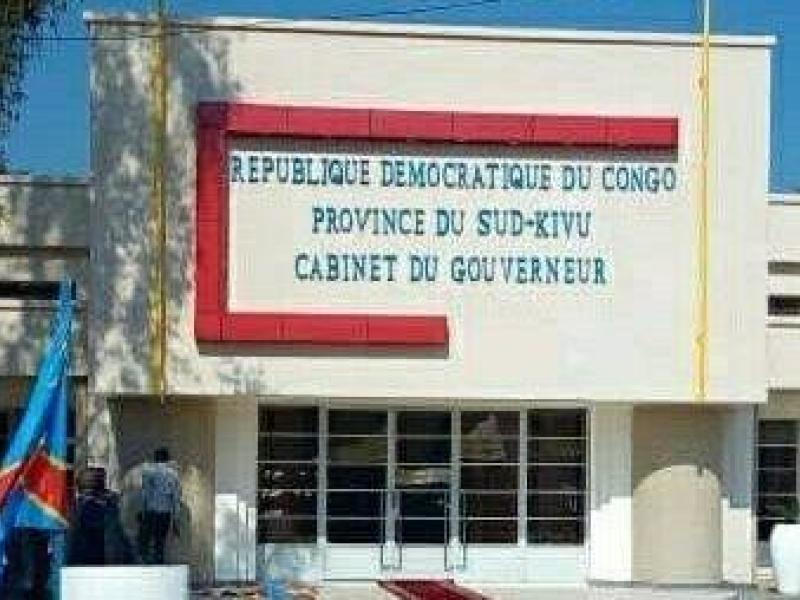 REPUBLIQUE DEMOCRATIQUE DU CONGO
PROVINCE DU SUD-KIVU
CABINET DU GOUVERNEUR